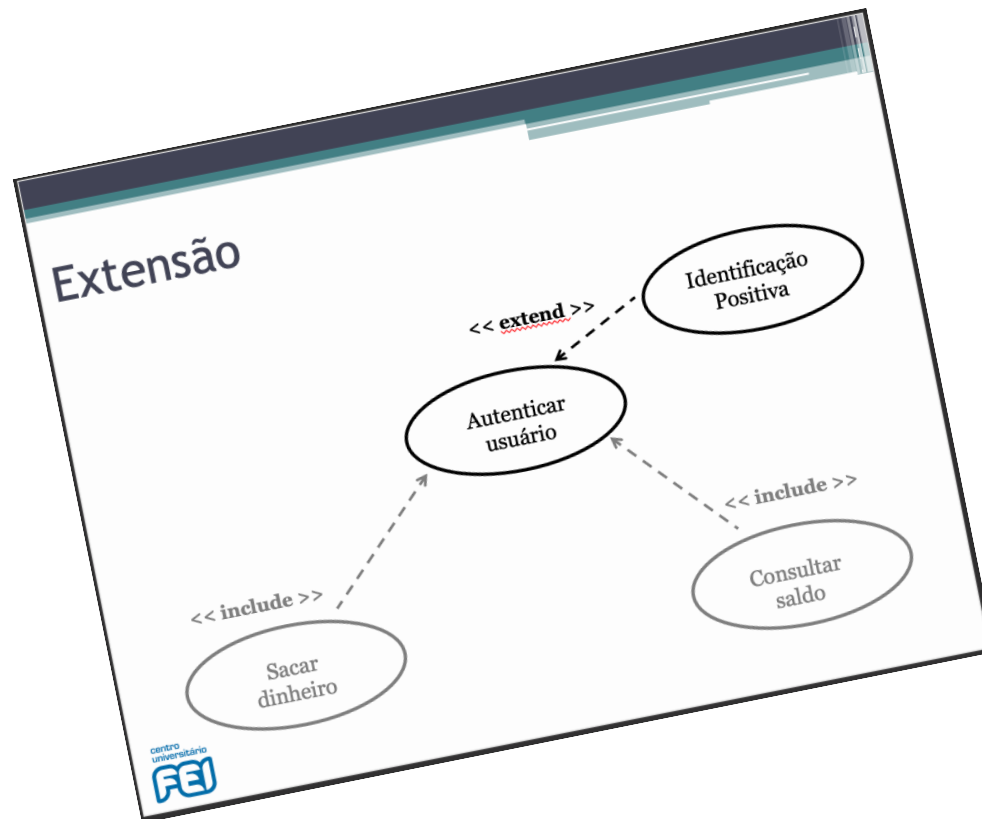 Extensão
Identificação
Positiva
<< extend >>
Autenticar
usuário
<< include >>
Consultar
saldo
<< include >>
Sacar
dinheiro
centro
universitário
FEI